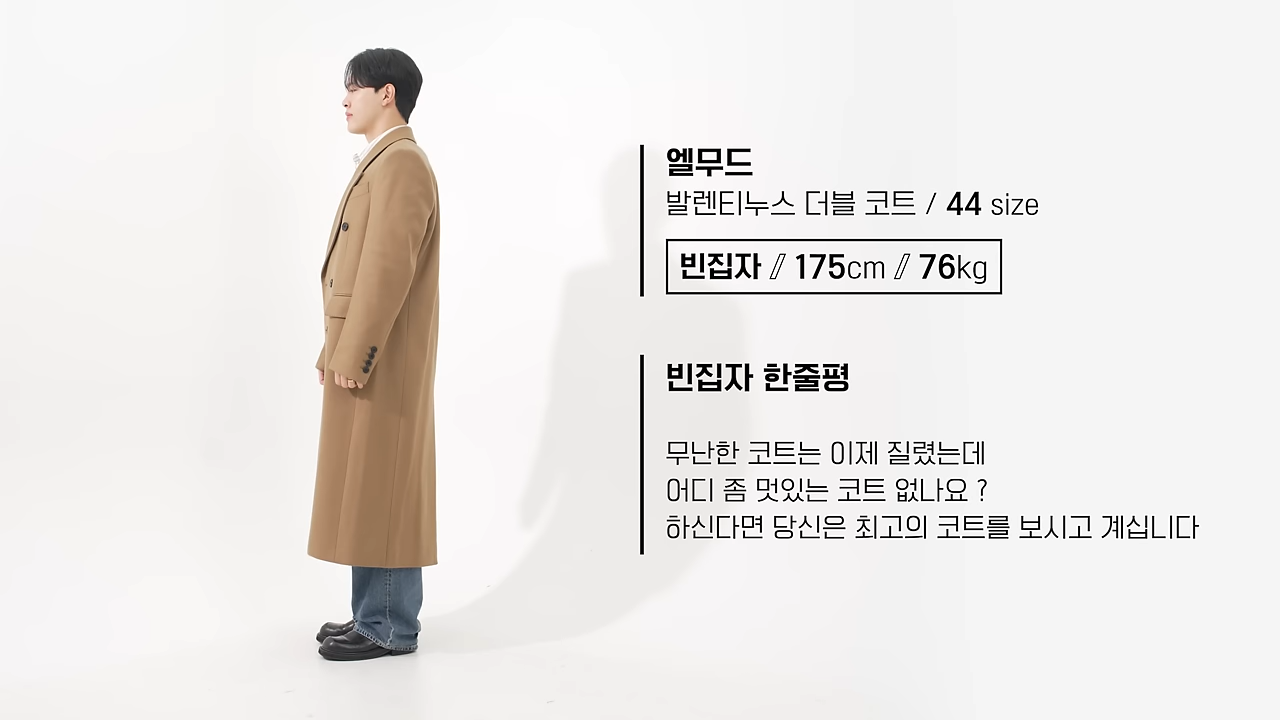 엘무드
발렌티누스 더블 코트 / 44 size
빈집자 // 175cm // 76kg
빈집자 한줄평
무난한 코트는 이제 질렸는데
어디 좀 멋있는 코트 없나요 ?
하신다면 당신은 최고의 코트를 보시고 계십니다